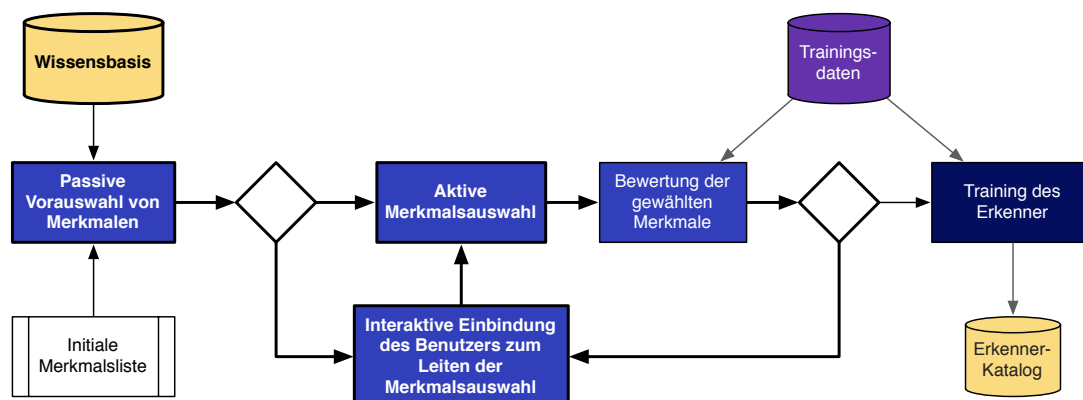 Wissensbasis
Trainings-
daten
Passive
Vorauswahl von
Merkmalen
Aktive
Merkmalsauswahl
Bewertung der
gewählten
Merkmale
Training des
Erkenner
Initiale
Merkmalsliste
Interaktive Einbindung
des Benutzers zum
Leiten der
Merkmalsauswahl
Erkenner-
Katalog